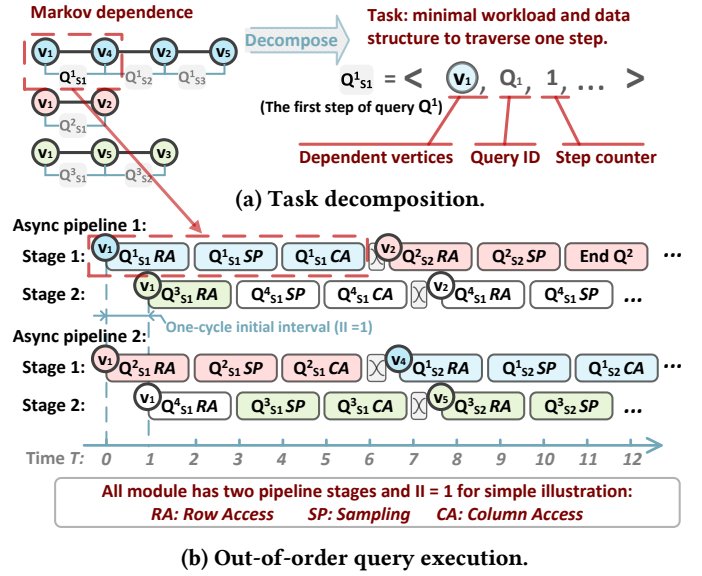 Markov dependence
v1 v4 v2 v5
Q1S1 Q1S2 Q1S3
v1 v2
Q2S1
v1 v5 v3
Q3S1 Q3S2
Decompose
Task: minimal workload and data
structure to traverse one step.
Q1S1 = < v1, Q1, 1, ... >
(The first step of query Q1)
Dependent vertices Query ID Step counter
(a) Task decomposition.
Async pipeline 1:
Stage 1: v1 Q1S1 RA Q1S1 SP Q1S1 CA v2 Q2S2 RA Q2S2 SP End Q2 ...
Stage 2: v1 Q3S1 RA Q4S1 SP Q4S1 CA v2 Q4S1 RA Q4S1 SP ...
One-cycle initial interval (II =1)
Async pipeline 2:
Stage 1: v1 Q2S1 RA Q2S1 SP Q2S1 CA v4 Q1S2 RA Q1S2 SP Q1S2 CA ...
Stage 2: v1 Q4S1 RA Q3S1 SP Q3S1 CA v5 Q3S2 RA Q3S2 SP ...
Time T: 0 1 2 3 4 5 6 7 8 9 10 11 12
All module has two pipeline stages and II = 1 for simple illustration:
RA: Row Access SP: Sampling CA: Column Access
(b) Out-of-order query execution.